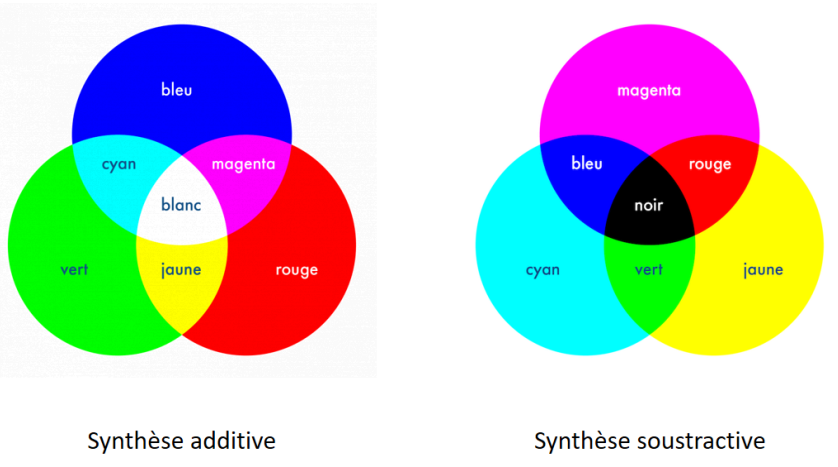 bleu
cyan
magenta
blanc
vert
jaune
rouge
Synthèse additive
magenta
bleu
rouge
noir
cyan
vert
jaune
Synthèse soustractive